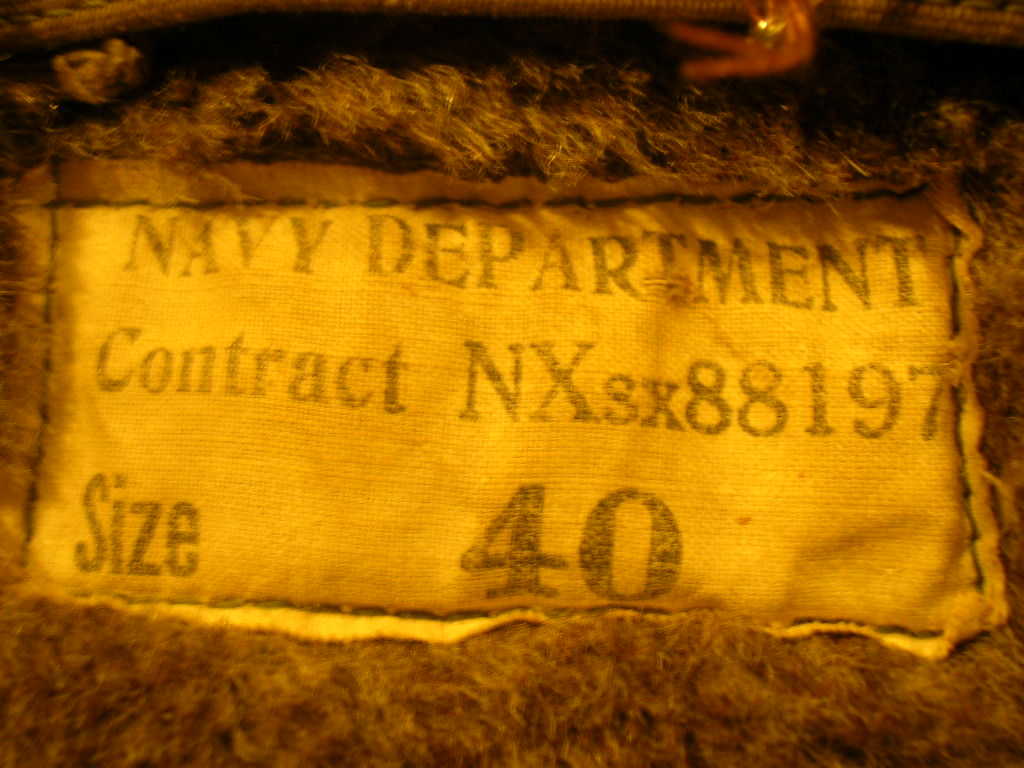 NAVY DEPARTMENT
Contract NXsx88197
Size 40